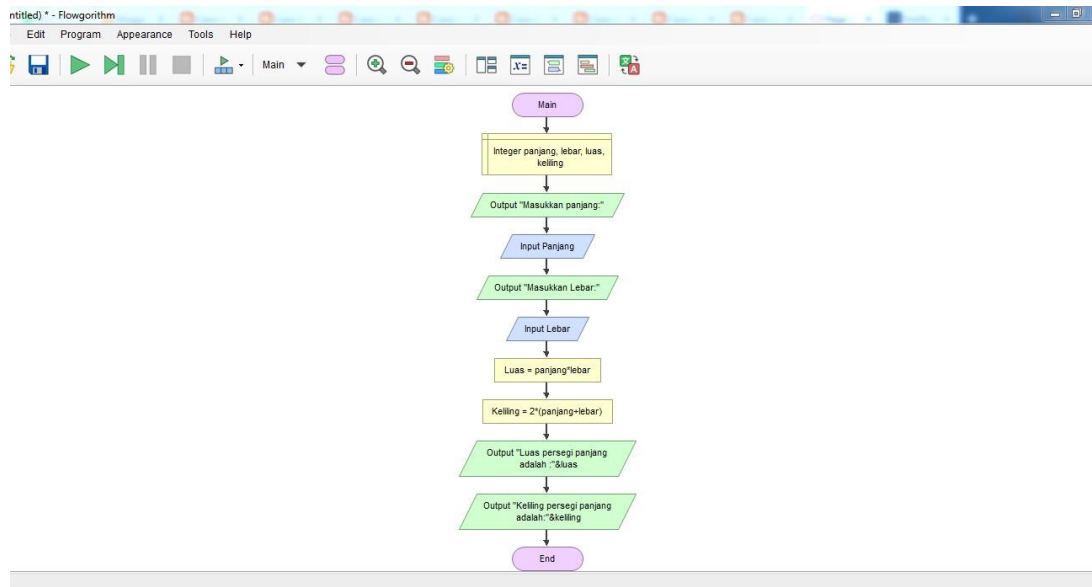 ntitled) * - Flowgorithm
Edit Program Appearance Tools Help
Main
x=
Main
Integer panjang, lebar, luas,
keliling
Output "Masukkan panjang:"
Input Panjang
Output "Masukkan Lebar:"
Input Lebar
Luas = panjang*lebar
Keliling = 2*(panjang+lebar)
Output "Luas persegi panjang
adalah :"&luas
Output "Keliling persegi panjang
adalah:"&keliling
End